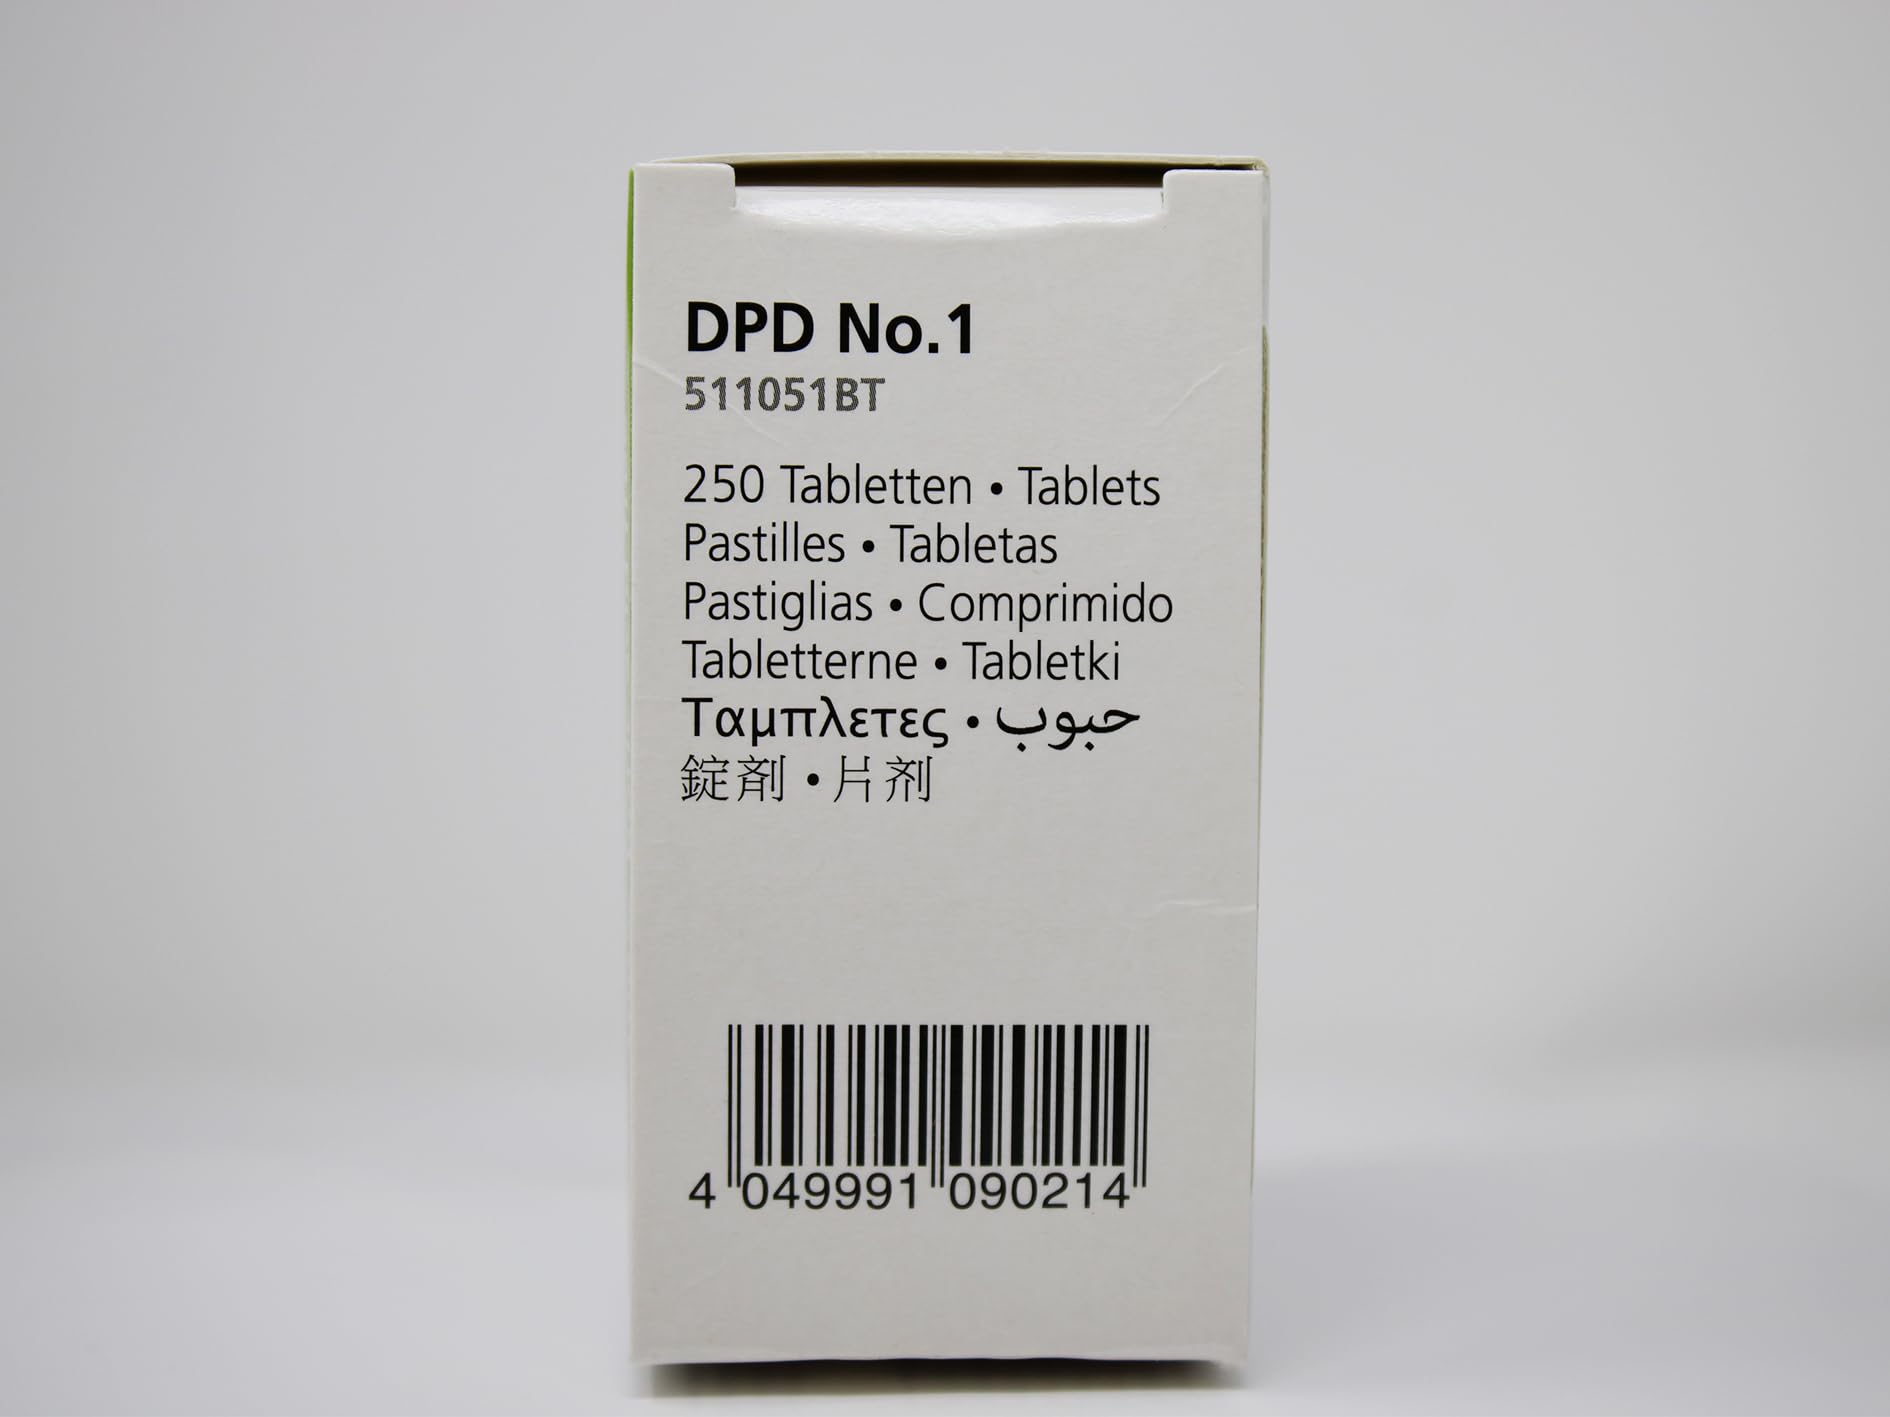 DPD No.1
511051BT
250 Tabletten • Tablets
Pastilles • Tabletas
Pastiglias • Comprimido
Tabletterne • Tabletki
Ταμπλετες • حبوب
錠剤 • 片剂
4 049991 090214